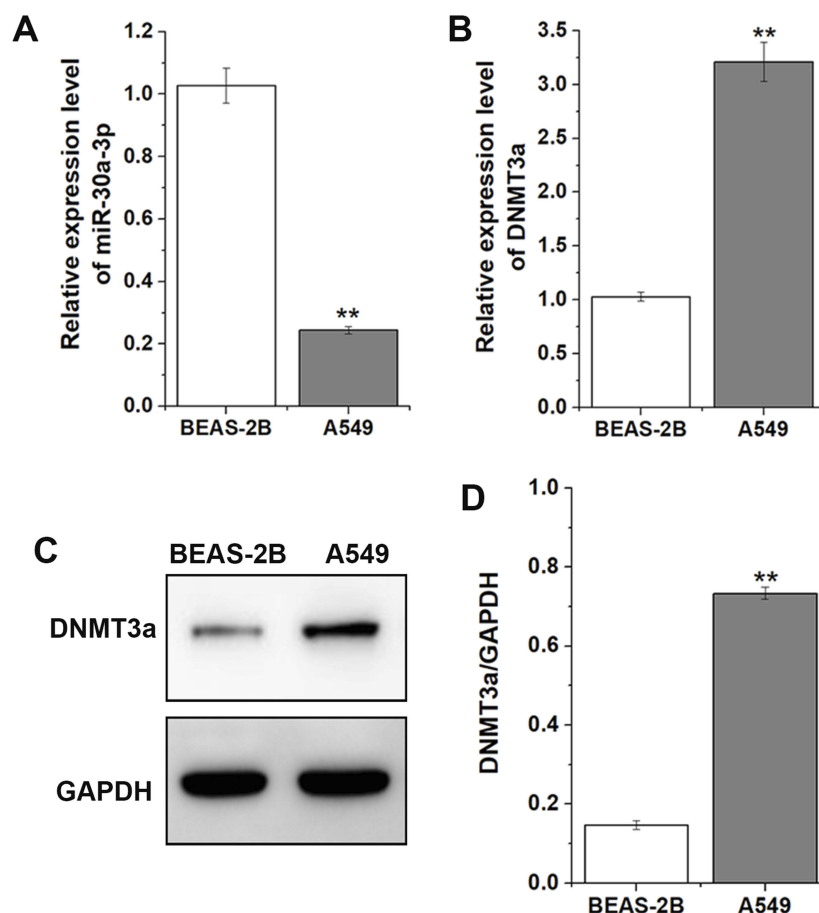 A
Relative expression level
of miR-30a-3p
1.2
1.0
0.8
0.6
0.4
0.2
0.0
**
BEAS-2B
A549
B
Relative expression level
of DNMT3a
3.5
3.0
2.5
2.0
1.5
1.0
0.5
0.0
**
BEAS-2B
A549
C
BEAS-2B
A549
DNMT3a
GAPDH
D
DNMT3a/GAPDH
1.0
0.8
0.6
0.4
0.2
0.0
**
BEAS-2B
A549